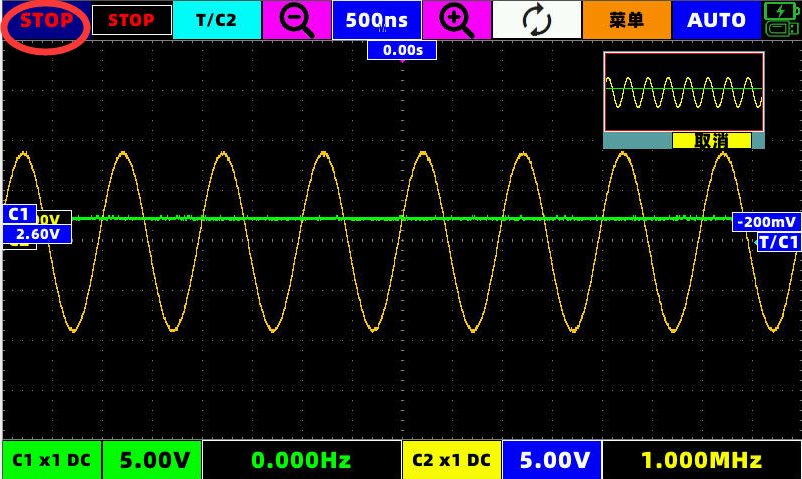 STOP STOP T/C2 500ns 菜单 AUTO
0.00s
取消
C1 00V
2.60V
-200mV
T/C1
C1 x1 DC 5.00V 0.000Hz C2 x1 DC 5.00V 1.000MHz